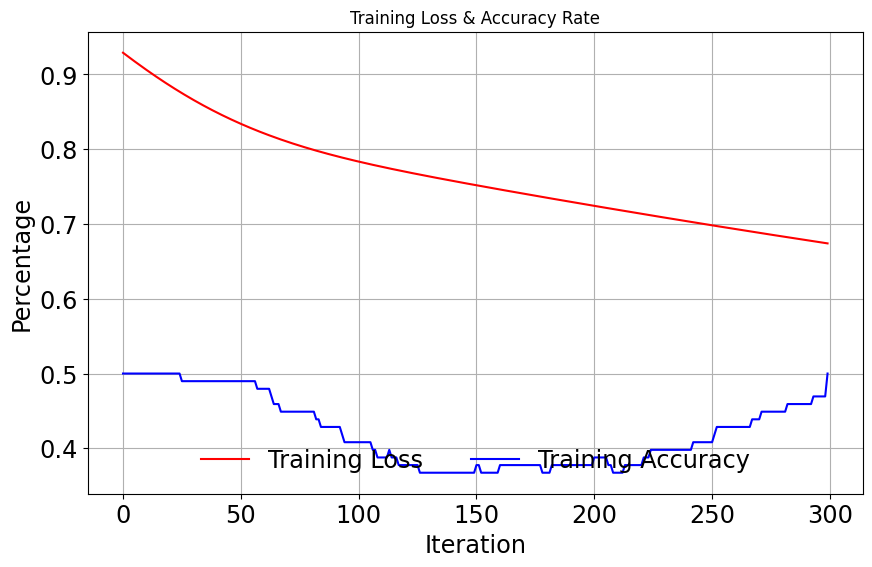 Training Loss & Accuracy Rate
0.9
0.8
0.7
0.6
0.5
0.4
Percentage
Training Loss Training Accuracy
0 50 100 150 200 250 300
Iteration